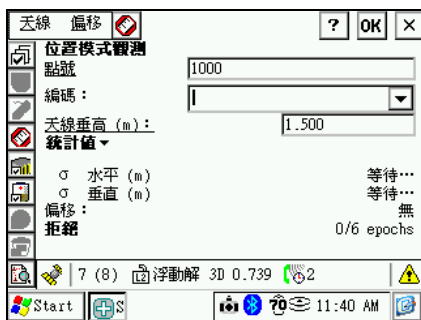 天線 偏移 ? OK ×
位置模式觀測
點號 1000
編碼：
天線垂高 (m)： 1.500
統計值▼
σ 水平 (m) 等待…
σ 垂直 (m) 等待…
偏移： 無
拒絕 0/6 epochs
7 (8) 浮動解 3D 0.739 2
Start S 11:40 AM